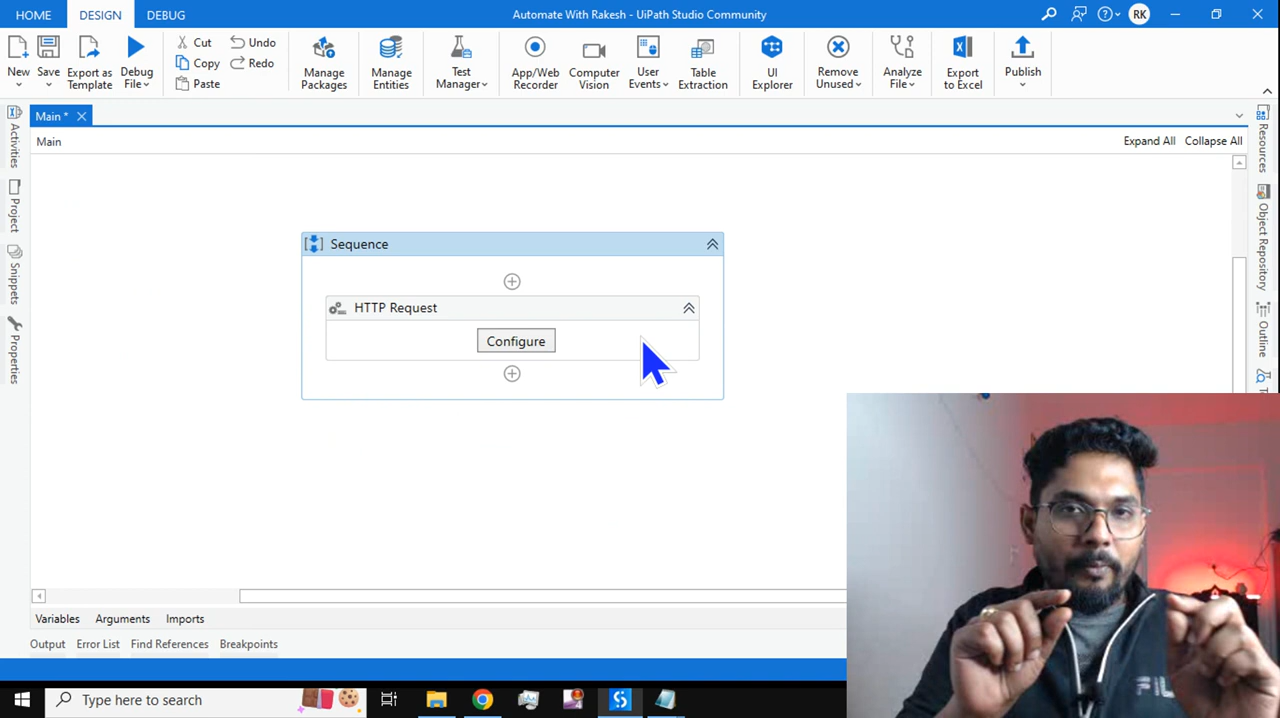 HOME DESIGN DEBUG Automate With Rakesh - UiPath Studio Community RK
New Save Export as Template Debug File Cut Copy Paste Undo Redo Manage Packages Manage Entities Test Manager App/Web Recorder Computer Vision User Events Table Extraction UI Explorer Remove Unused Analyze File Export to Excel Publish
Main *
Main Expand All Collapse All
Activities
Project
Snippets
Properties
Resources
Object Repository
Outline
Sequence
HTTP Request
Configure
Variables Arguments Imports
Output Error List Find References Breakpoints
Type here to search
FIL